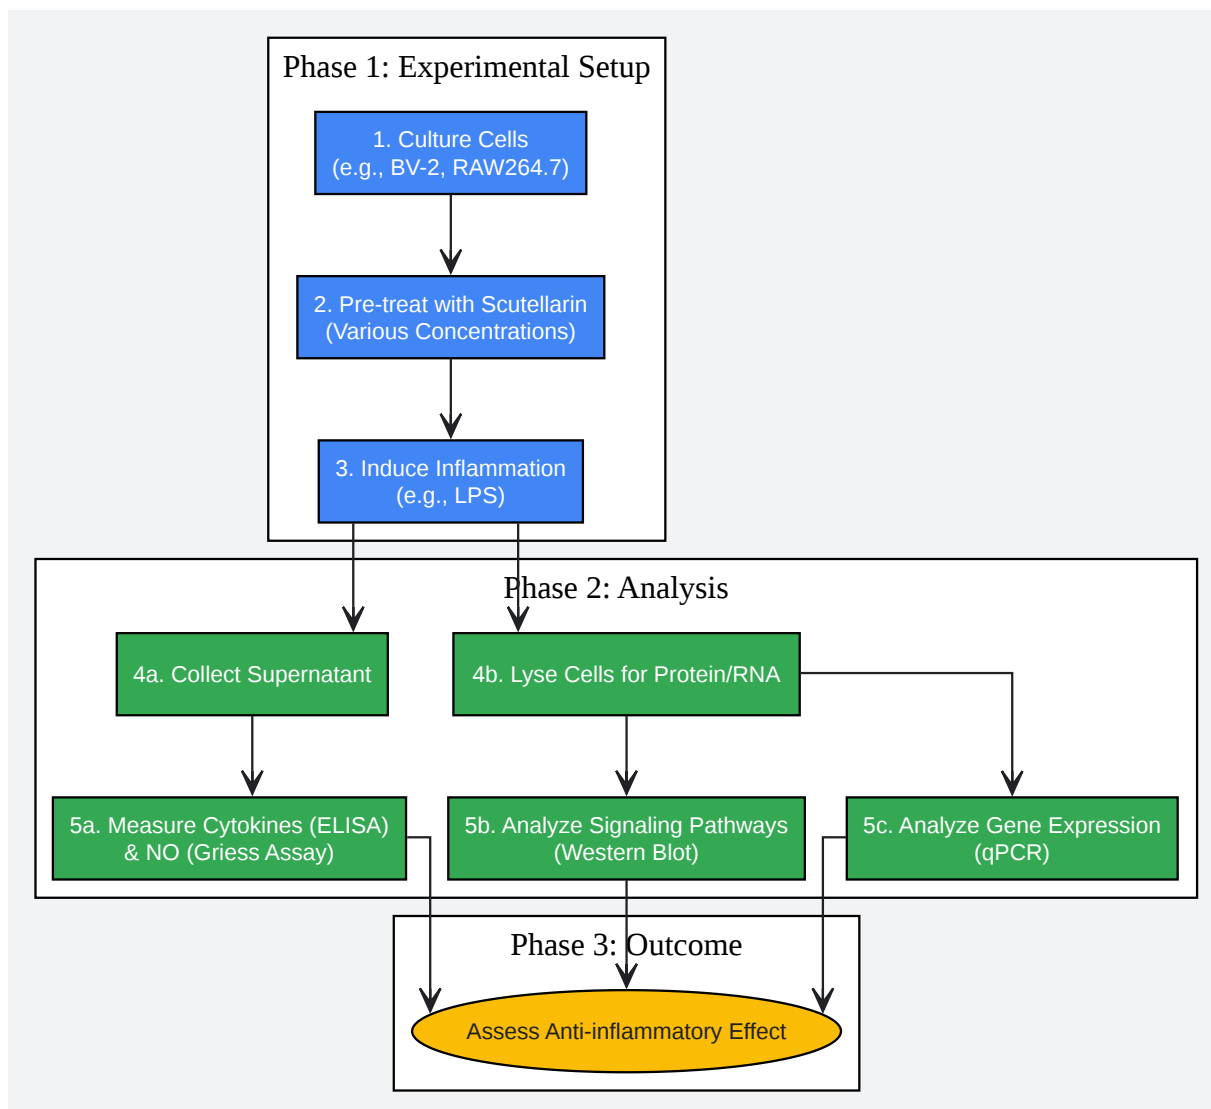 Phase 1: Experimental Setup
1. Culture Cells
(e.g., BV-2, RAW264.7)
2. Pre-treat with Scutellarin
(Various Concentrations)
3. Induce Inflammation
(e.g., LPS)
Phase 2: Analysis
4a. Collect Supernatant
4b. Lyse Cells for Protein/RNA
5a. Measure Cytokines (ELISA)
& NO (Griess Assay)
5b. Analyze Signaling Pathways
(Western Blot)
5c. Analyze Gene Expression
(qPCR)
Phase 3: Outcome
Assess Anti-inflammatory Effect